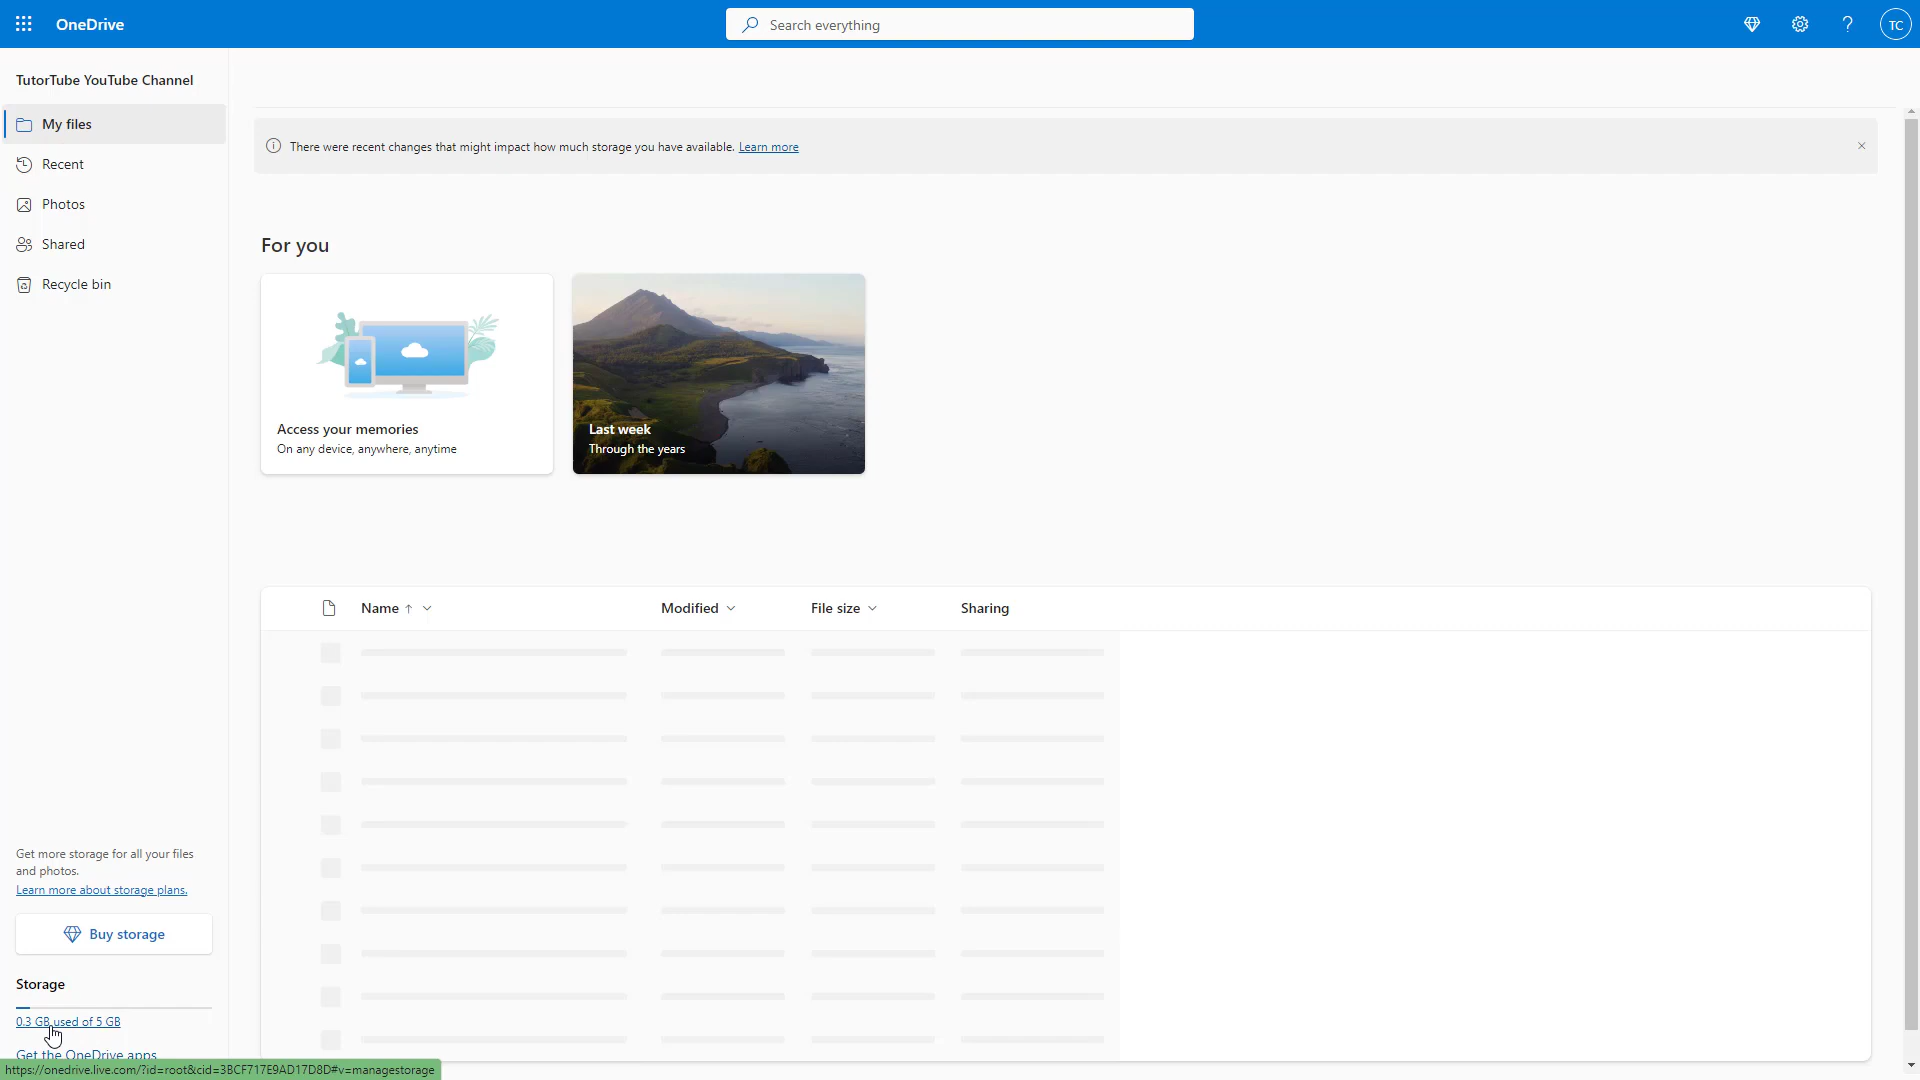 OneDrive
Search everything
TC
TutorTube YouTube Channel
My files
Recent
Photos
Shared
Recycle bin
There were recent changes that might impact how much storage you have available. Learn more
For you
Access your memories
On any device, anywhere, anytime
Last week
Through the years
Name
Modified
File size
Sharing
Get more storage for all your files
and photos.
Learn more about storage plans.
Buy storage
Storage
0.3 GB used of 5 GB
Get the OneDrive apps
https://onedrive.live.com/?id=root&cid=3BCF717E9AD17D8D#v=managestorage